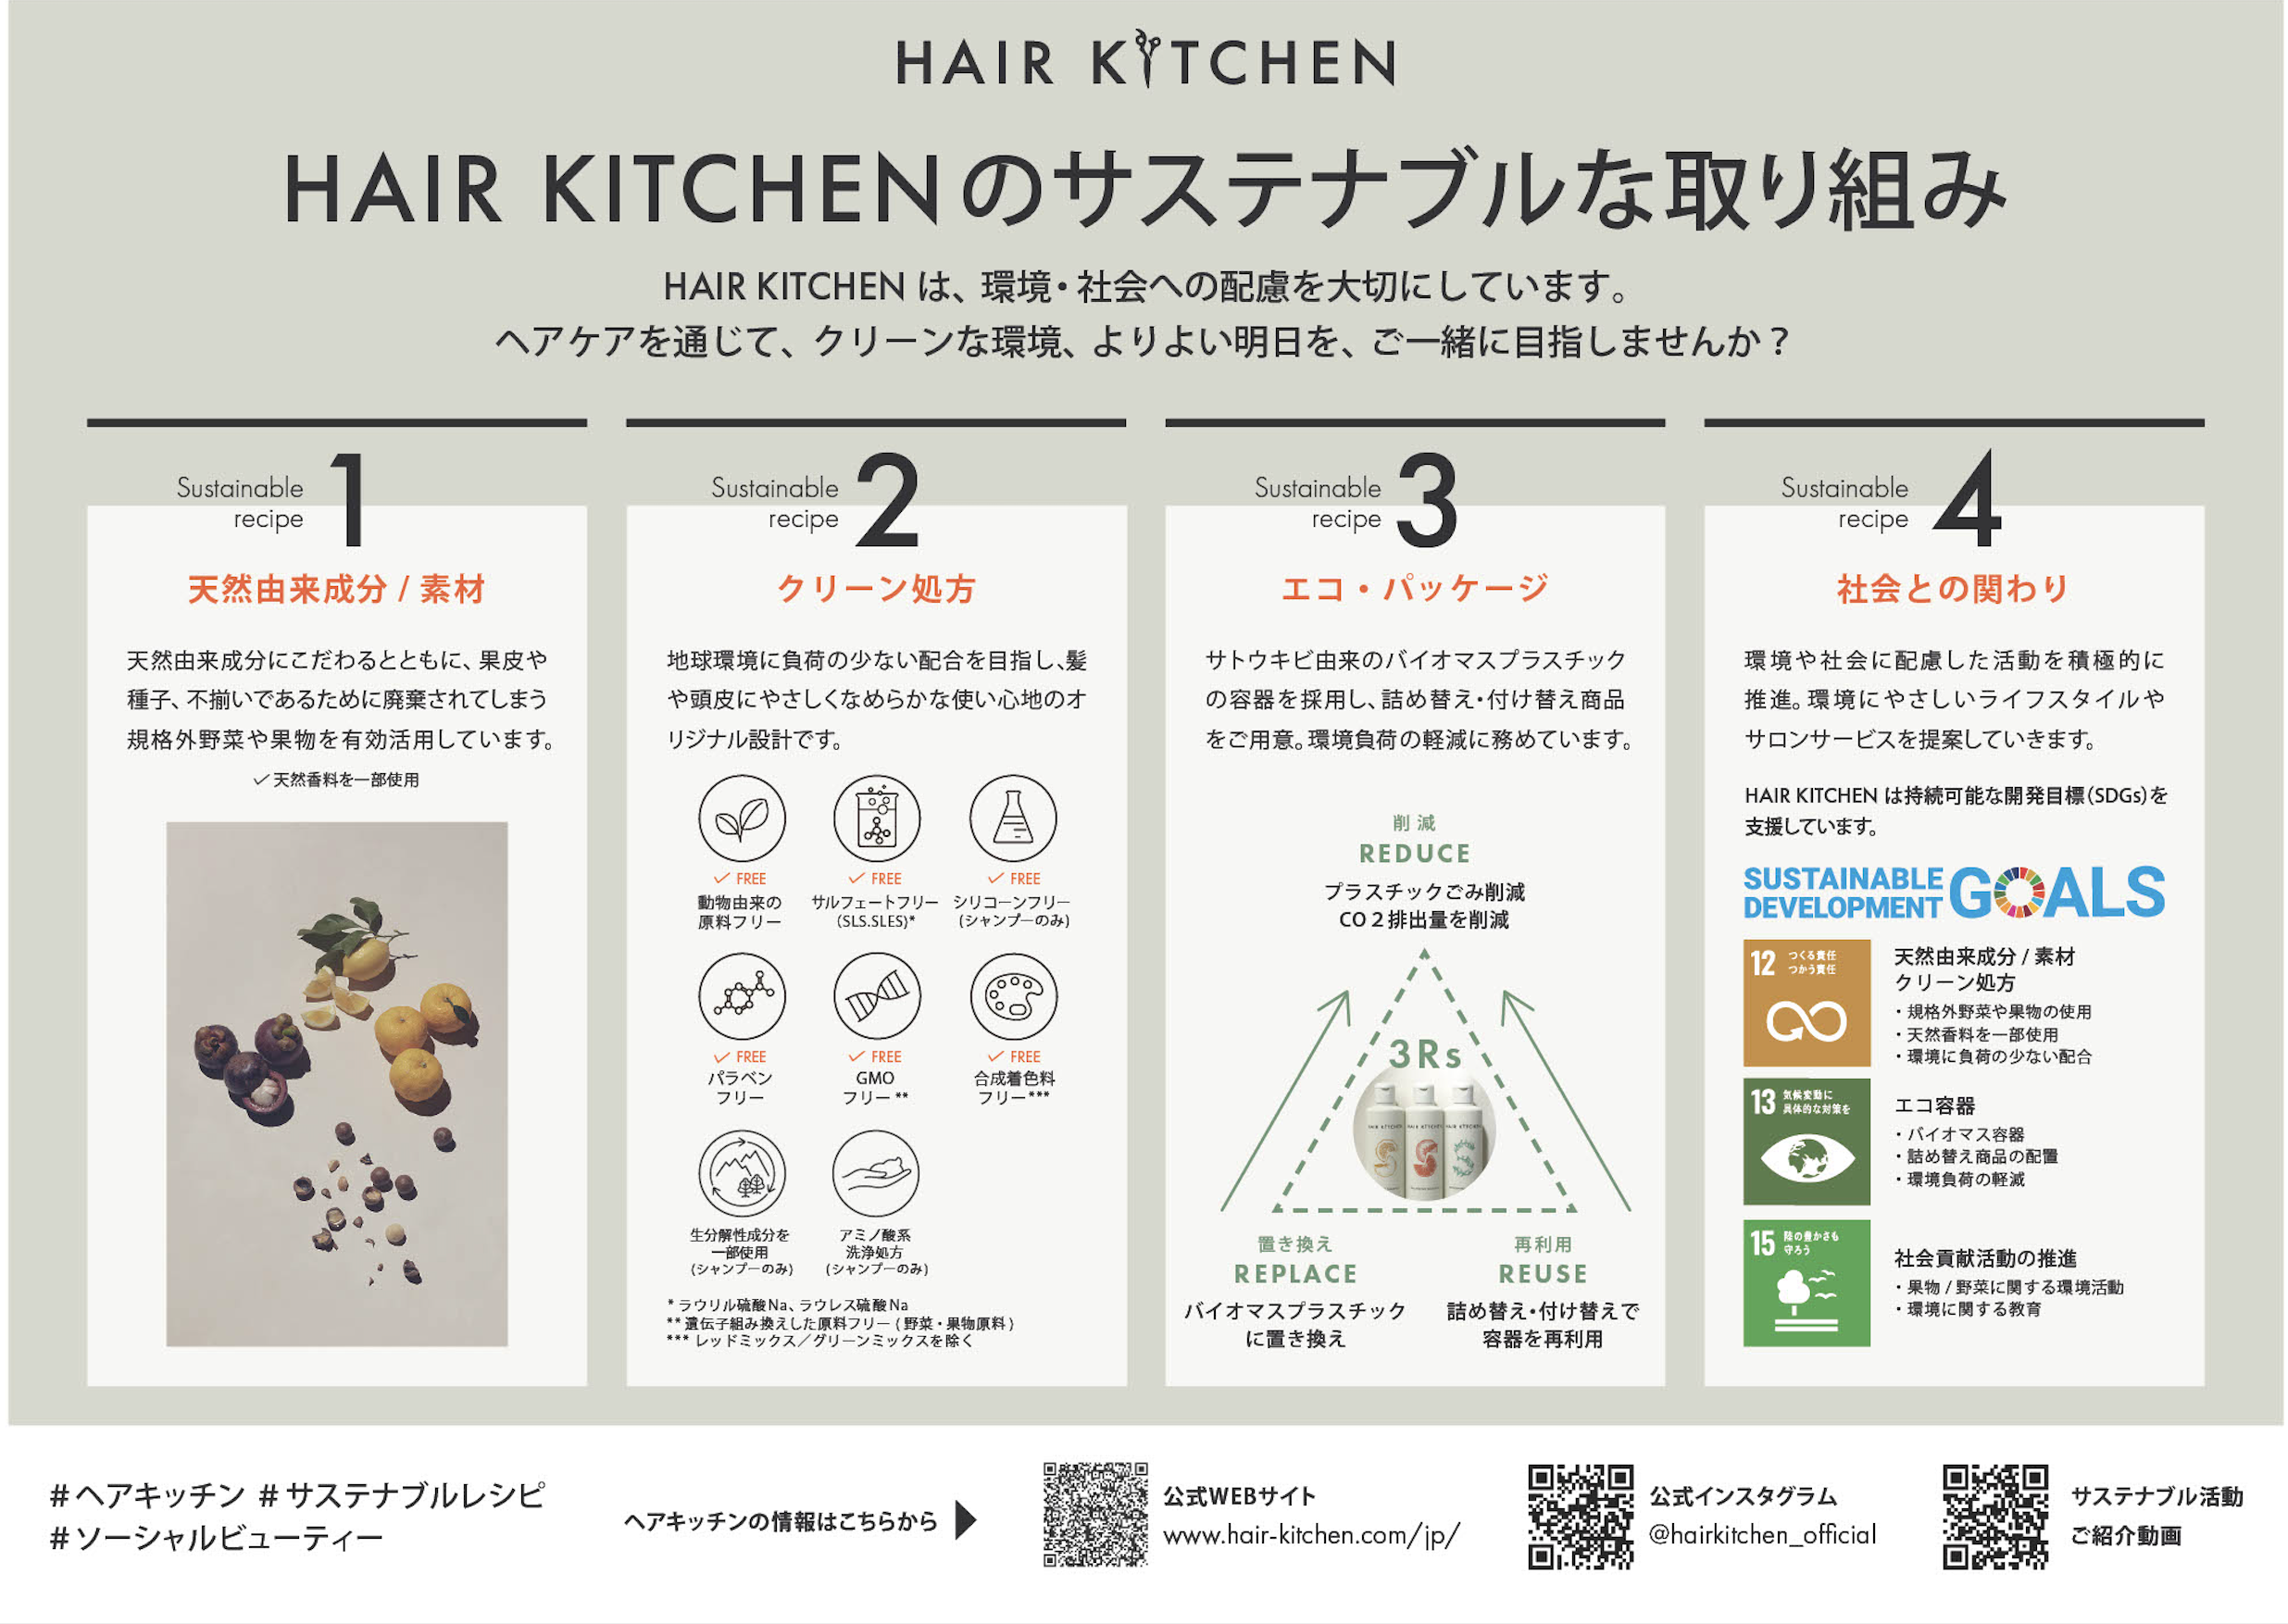 HAIR KITCHEN
HAIR KITCHENのサステナブルな取り組み
HAIR KITCHEN は、環境・社会への配慮を大切にしています。
ヘアケアを通じて、クリーンな環境、よりよい明日を、ご一緒に目指しませんか？
Sustainable
recipe
1
天然由来成分 / 素材
天然由来成分にこだわるとともに、果皮や
種子、不揃いであるために廃棄されてしまう
規格外野菜や果物を有効活用しています。
✓天然香料を一部使用
Sustainable
recipe
2
クリーン処方
地球環境に負荷の少ない配合を目指し、髪
や頭皮にやさしくなめらかな使い心地のオ
リジナル設計です。
✓ FREE
動物由来の
原料フリー
✓ FREE
サルフェートフリー
(SLS.SLES)*
✓ FREE
シリコーンフリー
(シャンプーのみ)
✓ FREE
パラベン
フリー
✓ FREE
GMO
フリー **
✓ FREE
合成着色料
フリー***
生分解性成分を
一部使用
(シャンプーのみ)
アミノ酸系
洗浄処方
(シャンプーのみ)
* ラウリル硫酸Na、ラウレス硫酸Na
** 遺伝子組み換えした原料フリー ( 野菜・果物原料 )
*** レッドミックス／グリーンミックスを除く
Sustainable
recipe
3
エコ・パッケージ
サトウキビ由来のバイオマスプラスチック
の容器を採用し、詰め替え・付け替え商品
をご用意。環境負荷の軽減に務めています。
削減
REDUCE
プラスチックごみ削減
CO２排出量を削減
3Rs
HAIR KITCHEN
HAIR KITCHEN
HAIR KITCHEN
置き換え
REPLACE
バイオマスプラスチック
に置き換え
再利用
REUSE
詰め替え・付け替えで
容器を再利用
Sustainable
recipe
4
社会との関わり
環境や社会に配慮した活動を積極的に
推進。環境にやさしいライフスタイルや
サロンサービスを提案していきます。
HAIR KITCHEN は持続可能な開発目標（SDGs）を
支援しています。
SUSTAINABLE
DEVELOPMENT
GOALS
12 つくる責任
つかう責任
天然由来成分 / 素材
クリーン処方
・規格外野菜や果物の使用
・天然香料を一部使用
・環境に負荷の少ない配合
13 気候変動に
具体的な対策を
エコ容器
・バイオマス容器
・詰め替え商品の配置
・環境負荷の軽減
15 陸の豊かさも
守ろう
社会貢献活動の推進
・果物 / 野菜に関する環境活動
・環境に関する教育
#ヘアキッチン #サステナブルレシピ
#ソーシャルビューティー
ヘアキッチンの情報はこちらから
公式WEBサイト
www.hair-kitchen.com/jp/
公式インスタグラム
@hairkitchen_official
サステナブル活動
ご紹介動画